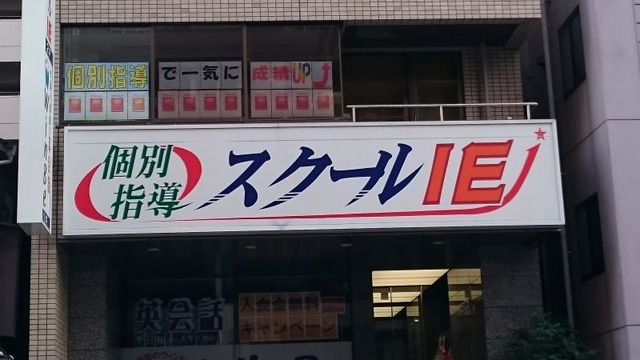 個別指導 で一気に 成績UP
個別
指導
スクールIE
英会話
入会金無料
キャンペーン